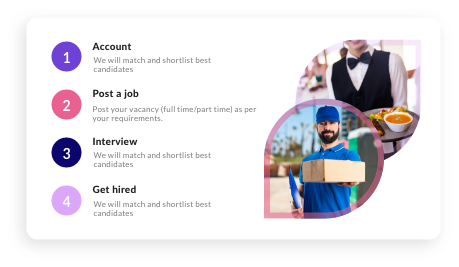 1
Account
We will match and shortlist best
candidates
2
Post a job
Post your vacancy (full time/part time) as per
your requirements.
3
Interview
We will match and shortlist best
candidates
4
Get hired
We will match and shortlist best
candidates